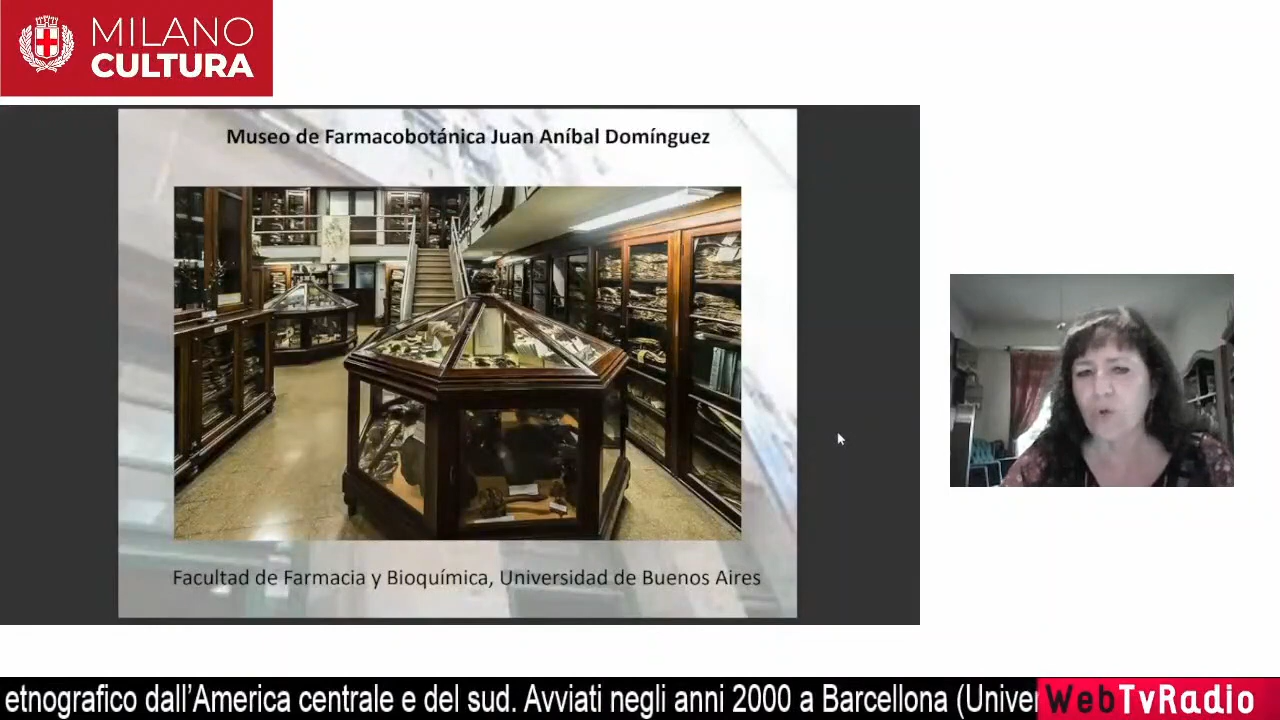 MILANO
CULTURA
Museo de Farmacobotánica Juan Aníbal Domínguez
Facultad de Farmacia y Bioquímica, Universidad de Buenos Aires
etnografico dall’America centrale e del sud. Avviati negli anni 2000 a Barcellona (Univer
WebTvRadio